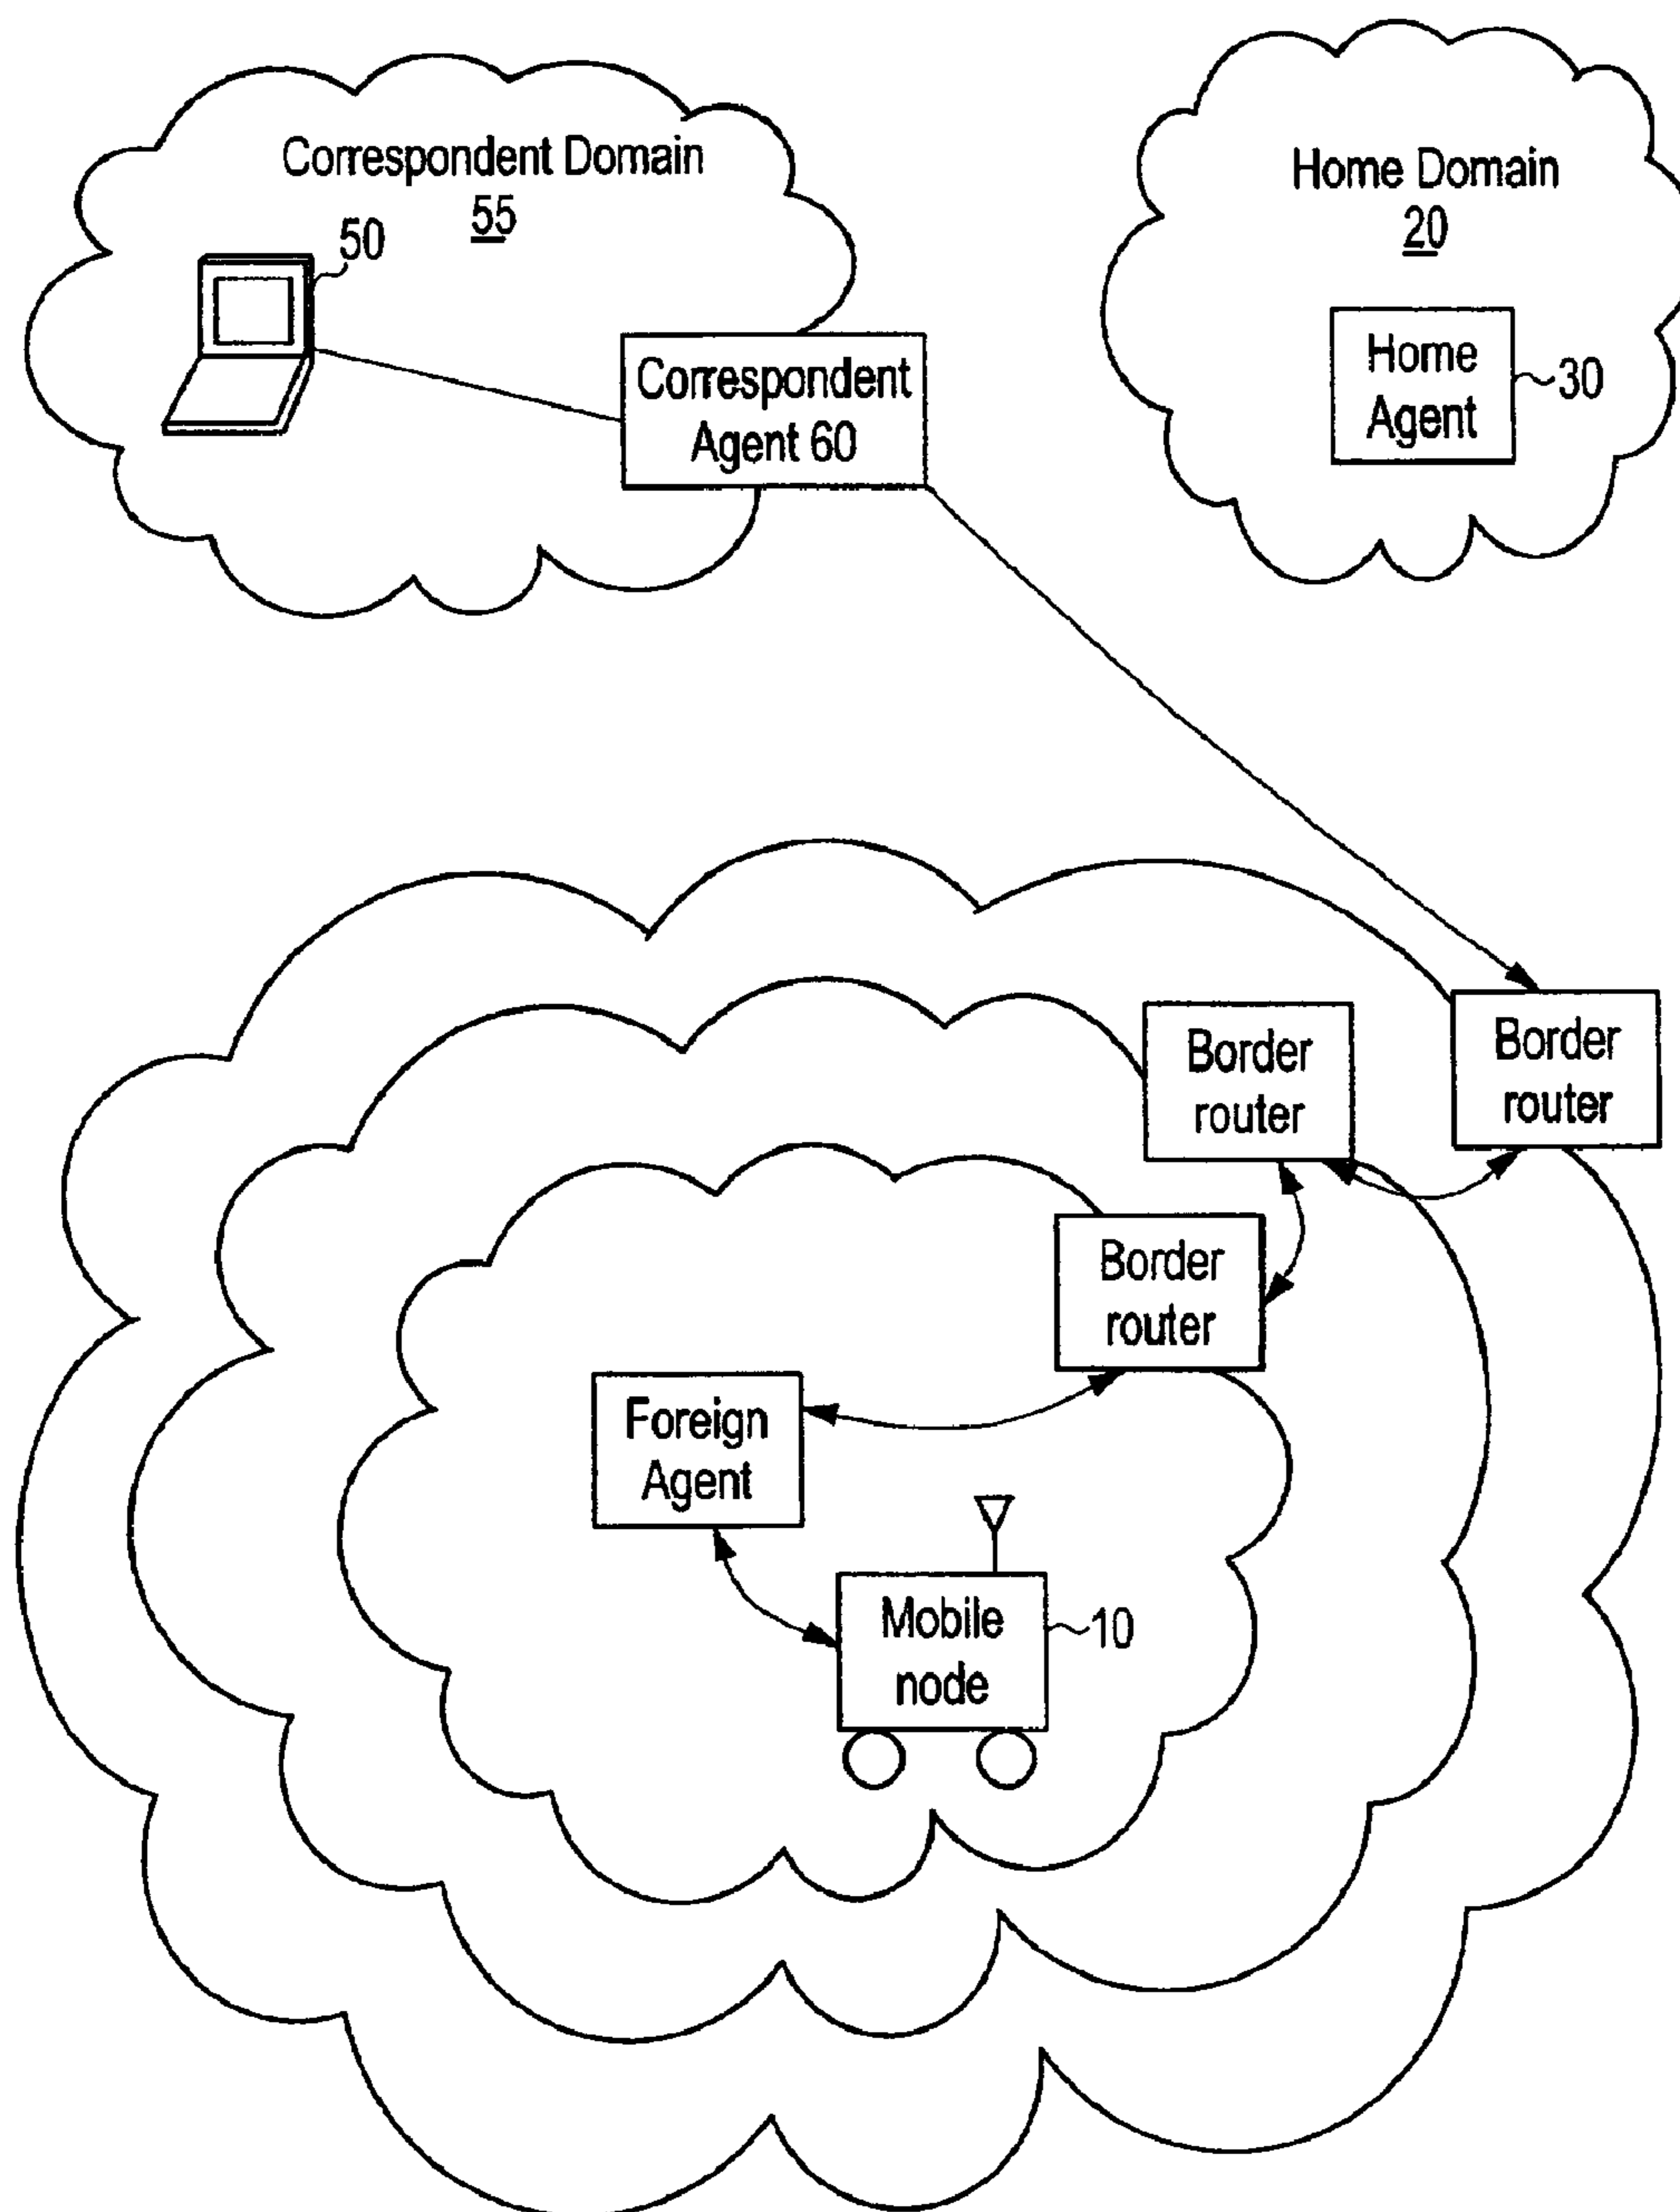 Correspondent Domain
55
50
Correspondent
Agent 60
Home Domain
20
Home
Agent
30
Border
router
Border
router
Border
router
Foreign
Agent
Mobile
node
10